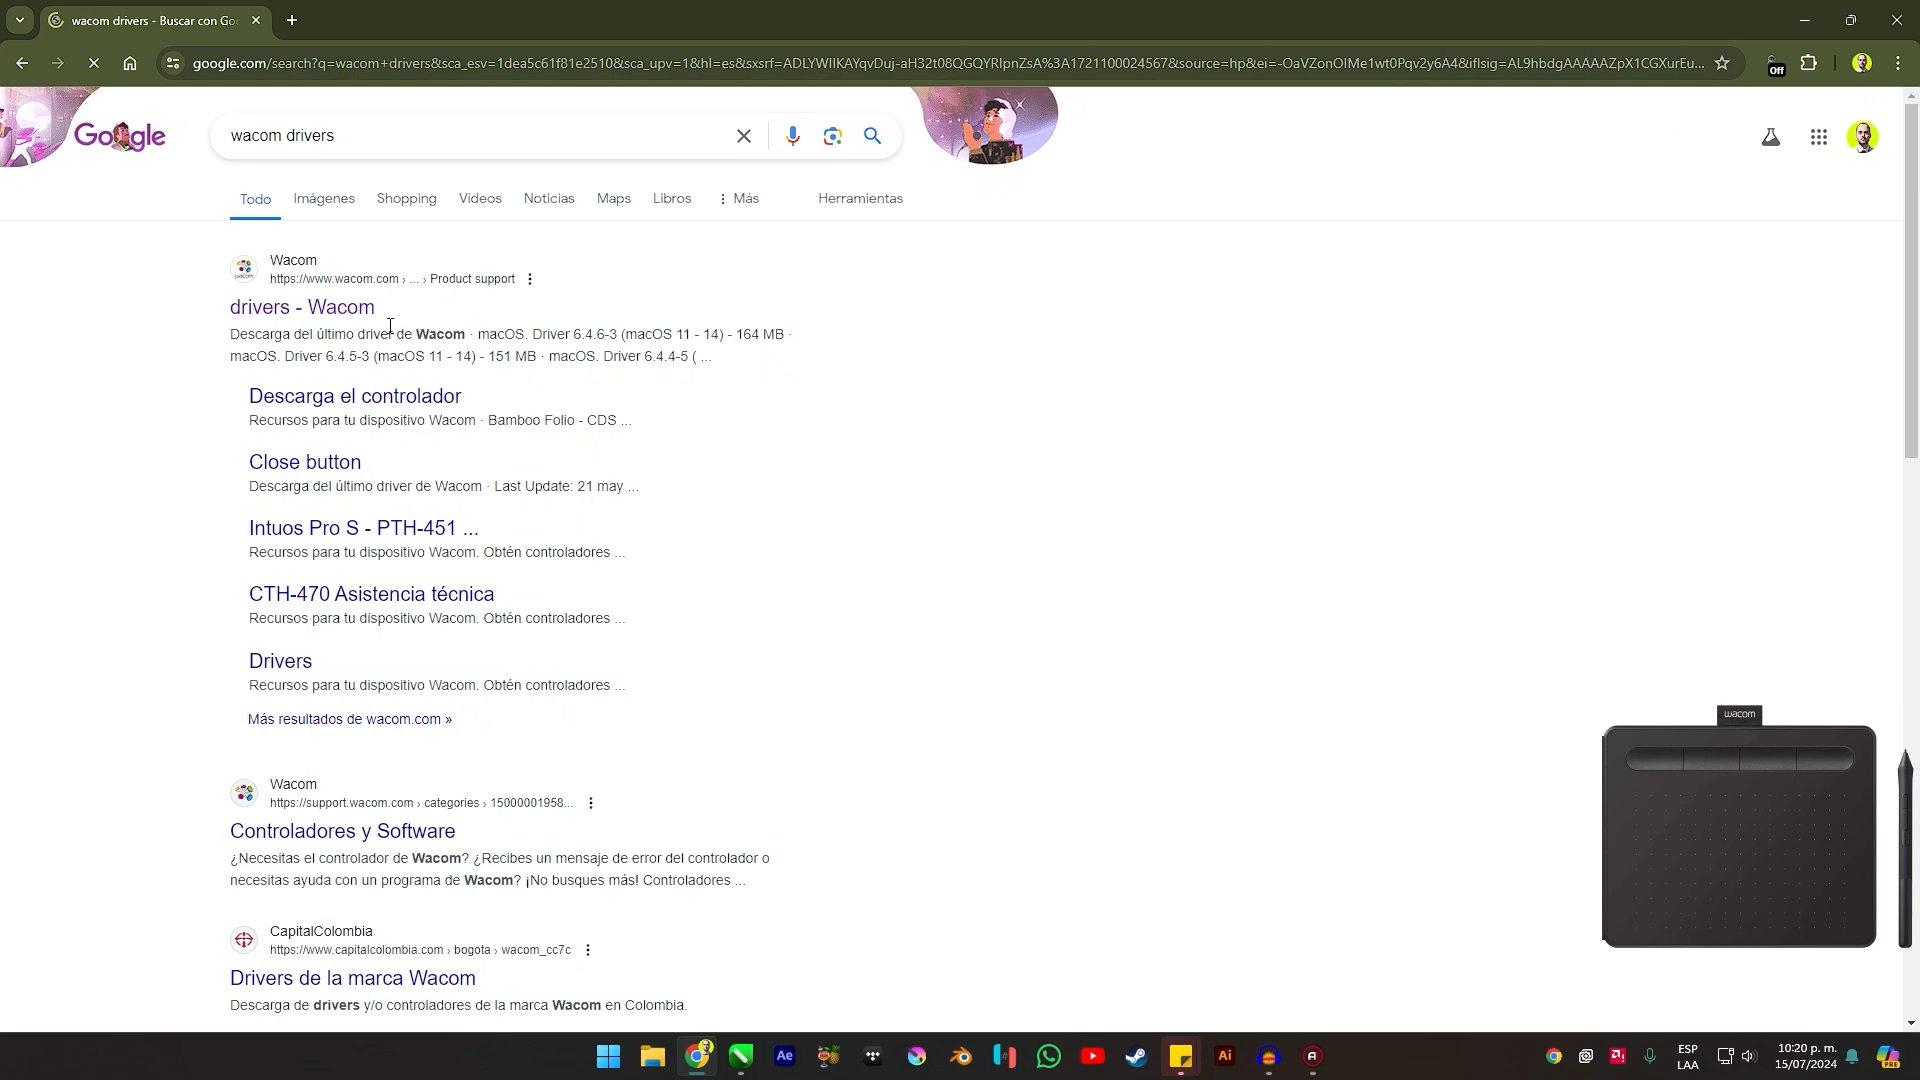 wacom drivers - Buscar con Go
google.com/search?q=wacom+drivers&sca_esv=1dea5c61f81e2510&sca_upv=1&hl=es&sxsrf=ADLYWIIKAYqvDuj-aH32t08QGQYRIpnZsA%3A1721100024567&source=hp&ei=-OaVZonOIMe1wt0Pqv2y6A4&iflsig=AL9hbdgAAAAAZpX1CGXurEu...
Off
Google
wacom drivers
Todo Imágenes Shopping Videos Noticias Maps Libros Más Herramientas
Wacom
https://www.wacom.com › ... › Product support
drivers - Wacom
Descarga del último driver de Wacom · macOS. Driver 6.4.6-3 (macOS 11 - 14) - 164 MB ·
macOS. Driver 6.4.5-3 (macOS 11 - 14) - 151 MB · macOS. Driver 6.4.4-5 ( ...
Descarga el controlador
Recursos para tu dispositivo Wacom · Bamboo Folio - CDS ...
Close button
Descarga del último driver de Wacom · Last Update: 21 may ...
Intuos Pro S - PTH-451 ...
Recursos para tu dispositivo Wacom. Obtén controladores ...
CTH-470 Asistencia técnica
Recursos para tu dispositivo Wacom. Obtén controladores ...
Drivers
Recursos para tu dispositivo Wacom. Obtén controladores ...
Más resultados de wacom.com »
wacom
Wacom
https://support.wacom.com › categories › 15000001958...
Controladores y Software
¿Necesitas el controlador de Wacom? ¿Recibes un mensaje de error del controlador o
necesitas ayuda con un programa de Wacom? ¡No busques más! Controladores ...
CapitalColombia
https://www.capitalcolombia.com › bogota › wacom_cc7c
Drivers de la marca Wacom
Descarga de drivers y/o controladores de la marca Wacom en Colombia.
Ae
Ai
ESP
LAA
10:20 p. m.
15/07/2024
PRE